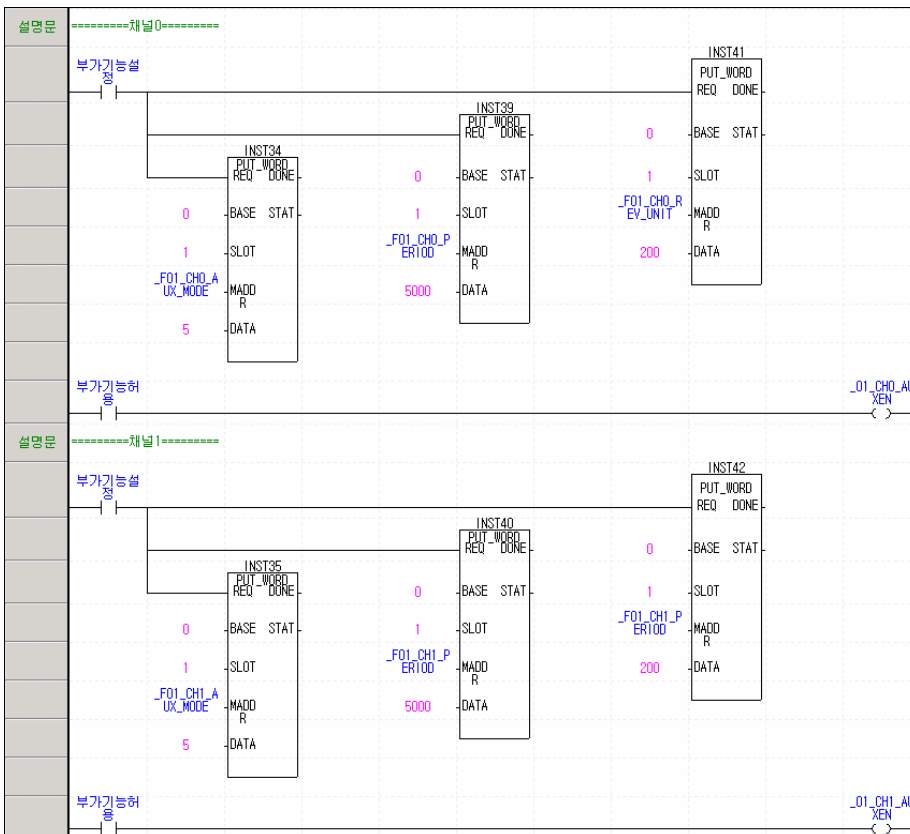 설명문 =========채널0=========
부가기능설
정
INST41
PUT_WORD
REQ DONE
INST39
PUT_WORD
REQ DONE
0 BASE STAT
INST34
PUT_WORD
REQ DONE
0 BASE STAT
1 SLOT
0 BASE STAT
1 SLOT
_F01_CH0_R
EV_UNIT MADD
R
1 SLOT
_F01_CH0_P
ERIOD MADD
R
200 DATA
_F01_CH0_A
UX_MODE MADD
R
5000 DATA
5 DATA
부가기능허
용
_01_CH0_AU
XEN
설명문 =========채널1=========
부가기능설
정
INST42
PUT_WORD
REQ DONE
INST40
PUT_WORD
REQ DONE
0 BASE STAT
INST35
PUT_WORD
REQ DONE
0 BASE STAT
1 SLOT
0 BASE STAT
1 SLOT
_F01_CH1_P
ERIOD MADD
R
1 SLOT
_F01_CH1_P
ERIOD MADD
R
200 DATA
_F01_CH1_A
UX_MODE MADD
R
5000 DATA
5 DATA
부가기능허
용
_01_CH1_AU
XEN